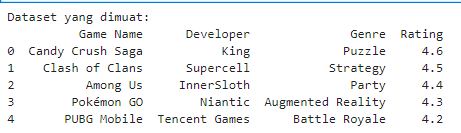 Dataset yang dimuat:
Game Name Developer Genre Rating
0 Candy Crush Saga King Puzzle 4.6
1 Clash of Clans Supercell Strategy 4.5
2 Among Us InnerSloth Party 4.4
3 Pokémon GO Niantic Augmented Reality 4.3
4 PUBG Mobile Tencent Games Battle Royale 4.2